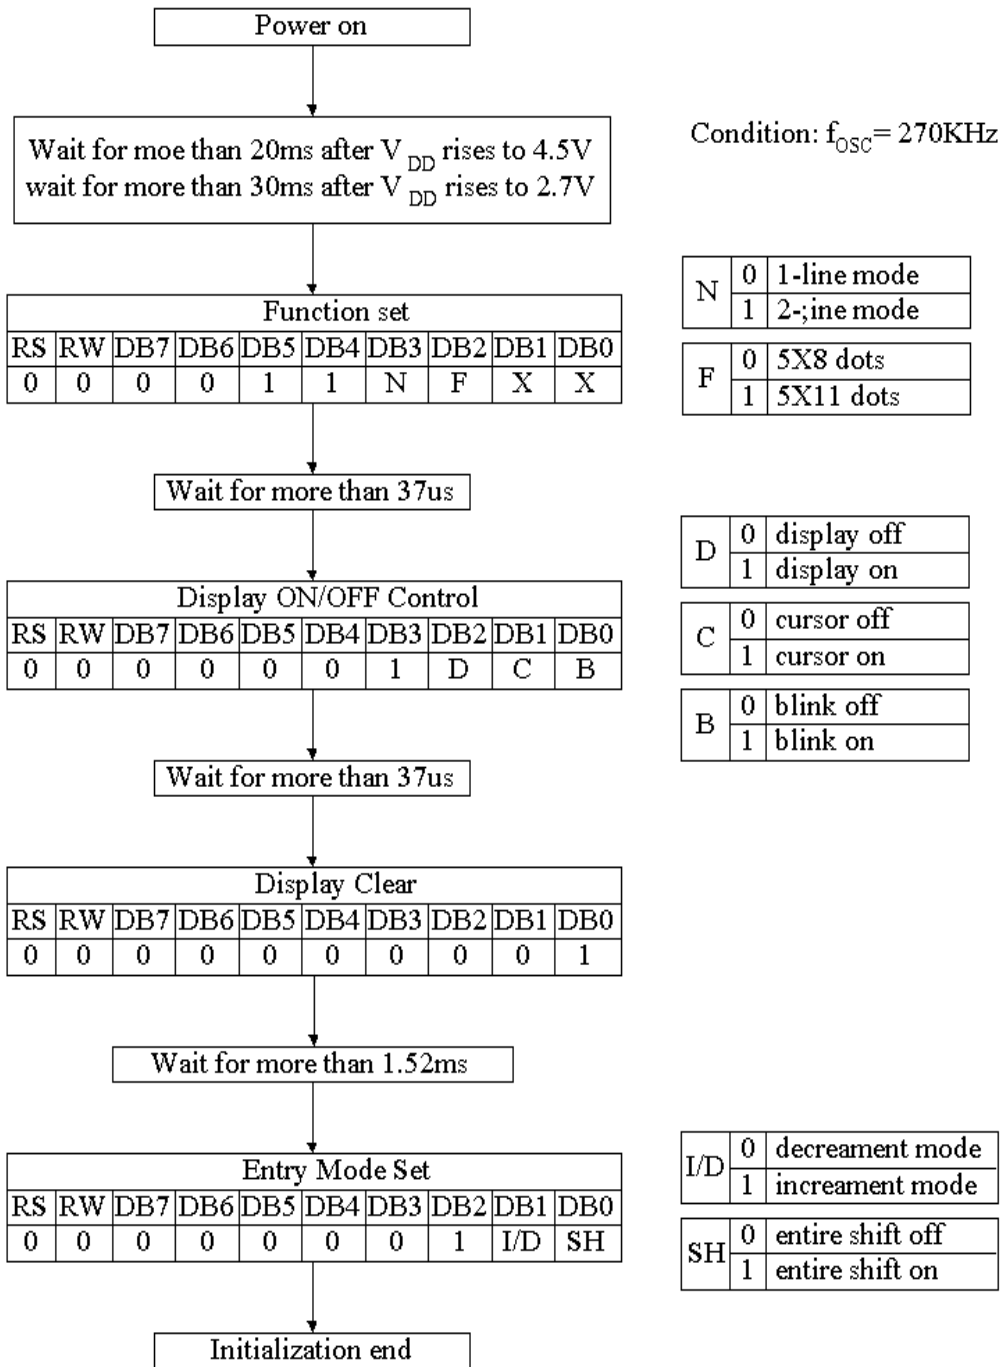 Power on
Wait for moe than 20ms after V DD rises to 4.5V
wait for more than 30ms after V DD rises to 2.7V
Condition: fOSC= 270KHz
Function set
RS RW DB7 DB6 DB5 DB4 DB3 DB2 DB1 DB0
0 0 0 0 1 1 N F X X
N 0 1-line mode
1 2-;ine mode
F 0 5X8 dots
1 5X11 dots
Wait for more than 37us
Display ON/OFF Control
RS RW DB7 DB6 DB5 DB4 DB3 DB2 DB1 DB0
0 0 0 0 0 0 1 D C B
D 0 display off
1 display on
C 0 cursor off
1 cursor on
B 0 blink off
1 blink on
Wait for more than 37us
Display Clear
RS RW DB7 DB6 DB5 DB4 DB3 DB2 DB1 DB0
0 0 0 0 0 0 0 0 0 1
Wait for more than 1.52ms
Entry Mode Set
RS RW DB7 DB6 DB5 DB4 DB3 DB2 DB1 DB0
0 0 0 0 0 0 0 1 I/D SH
I/D 0 decreament mode
1 increament mode
SH 0 entire shift off
1 entire shift on
Initialization end